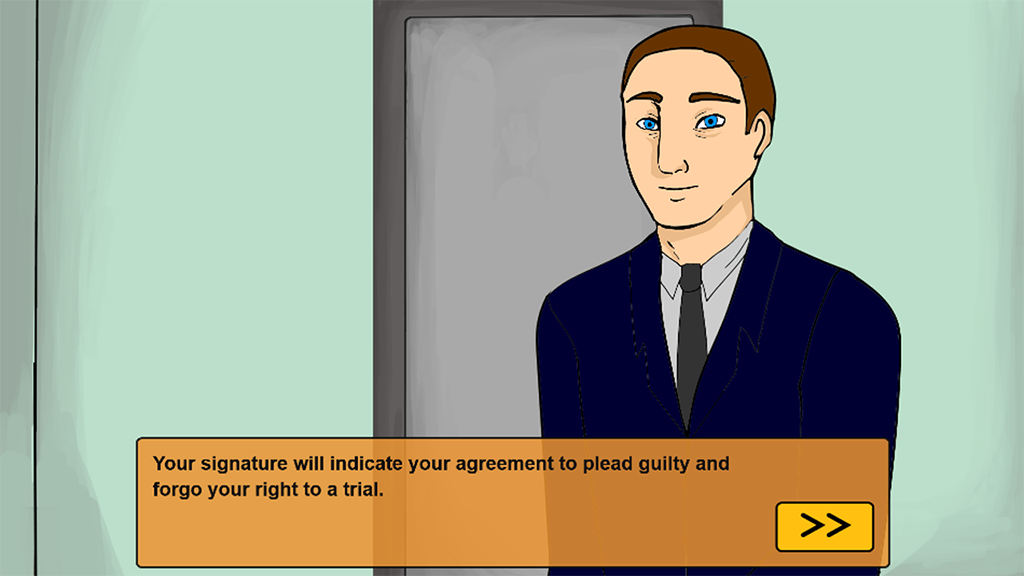 Your signature will indicate your agreement to plead guilty and
forgo your right to a trial.
>>